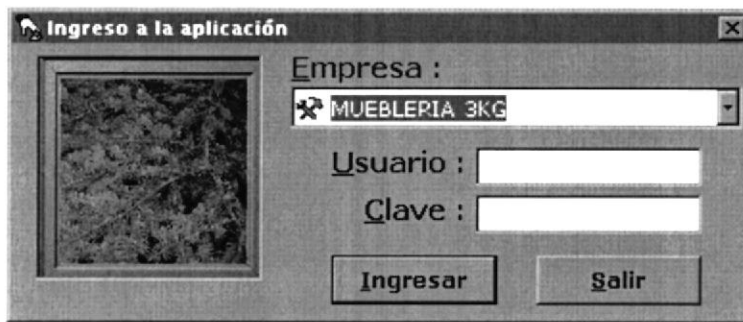 Ingreso a la aplicación
Empresa :
MUEBLERIA 3KG
Usuario :
Clave :
Ingresar
Salir